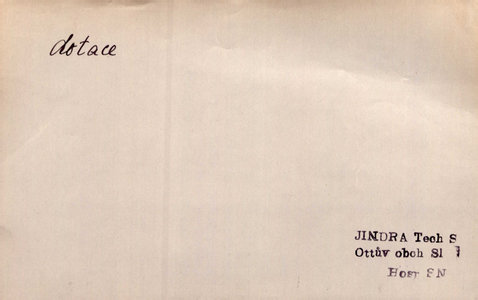 dotace
JINDRA Tech S
Ottův obch Sl
Host SN